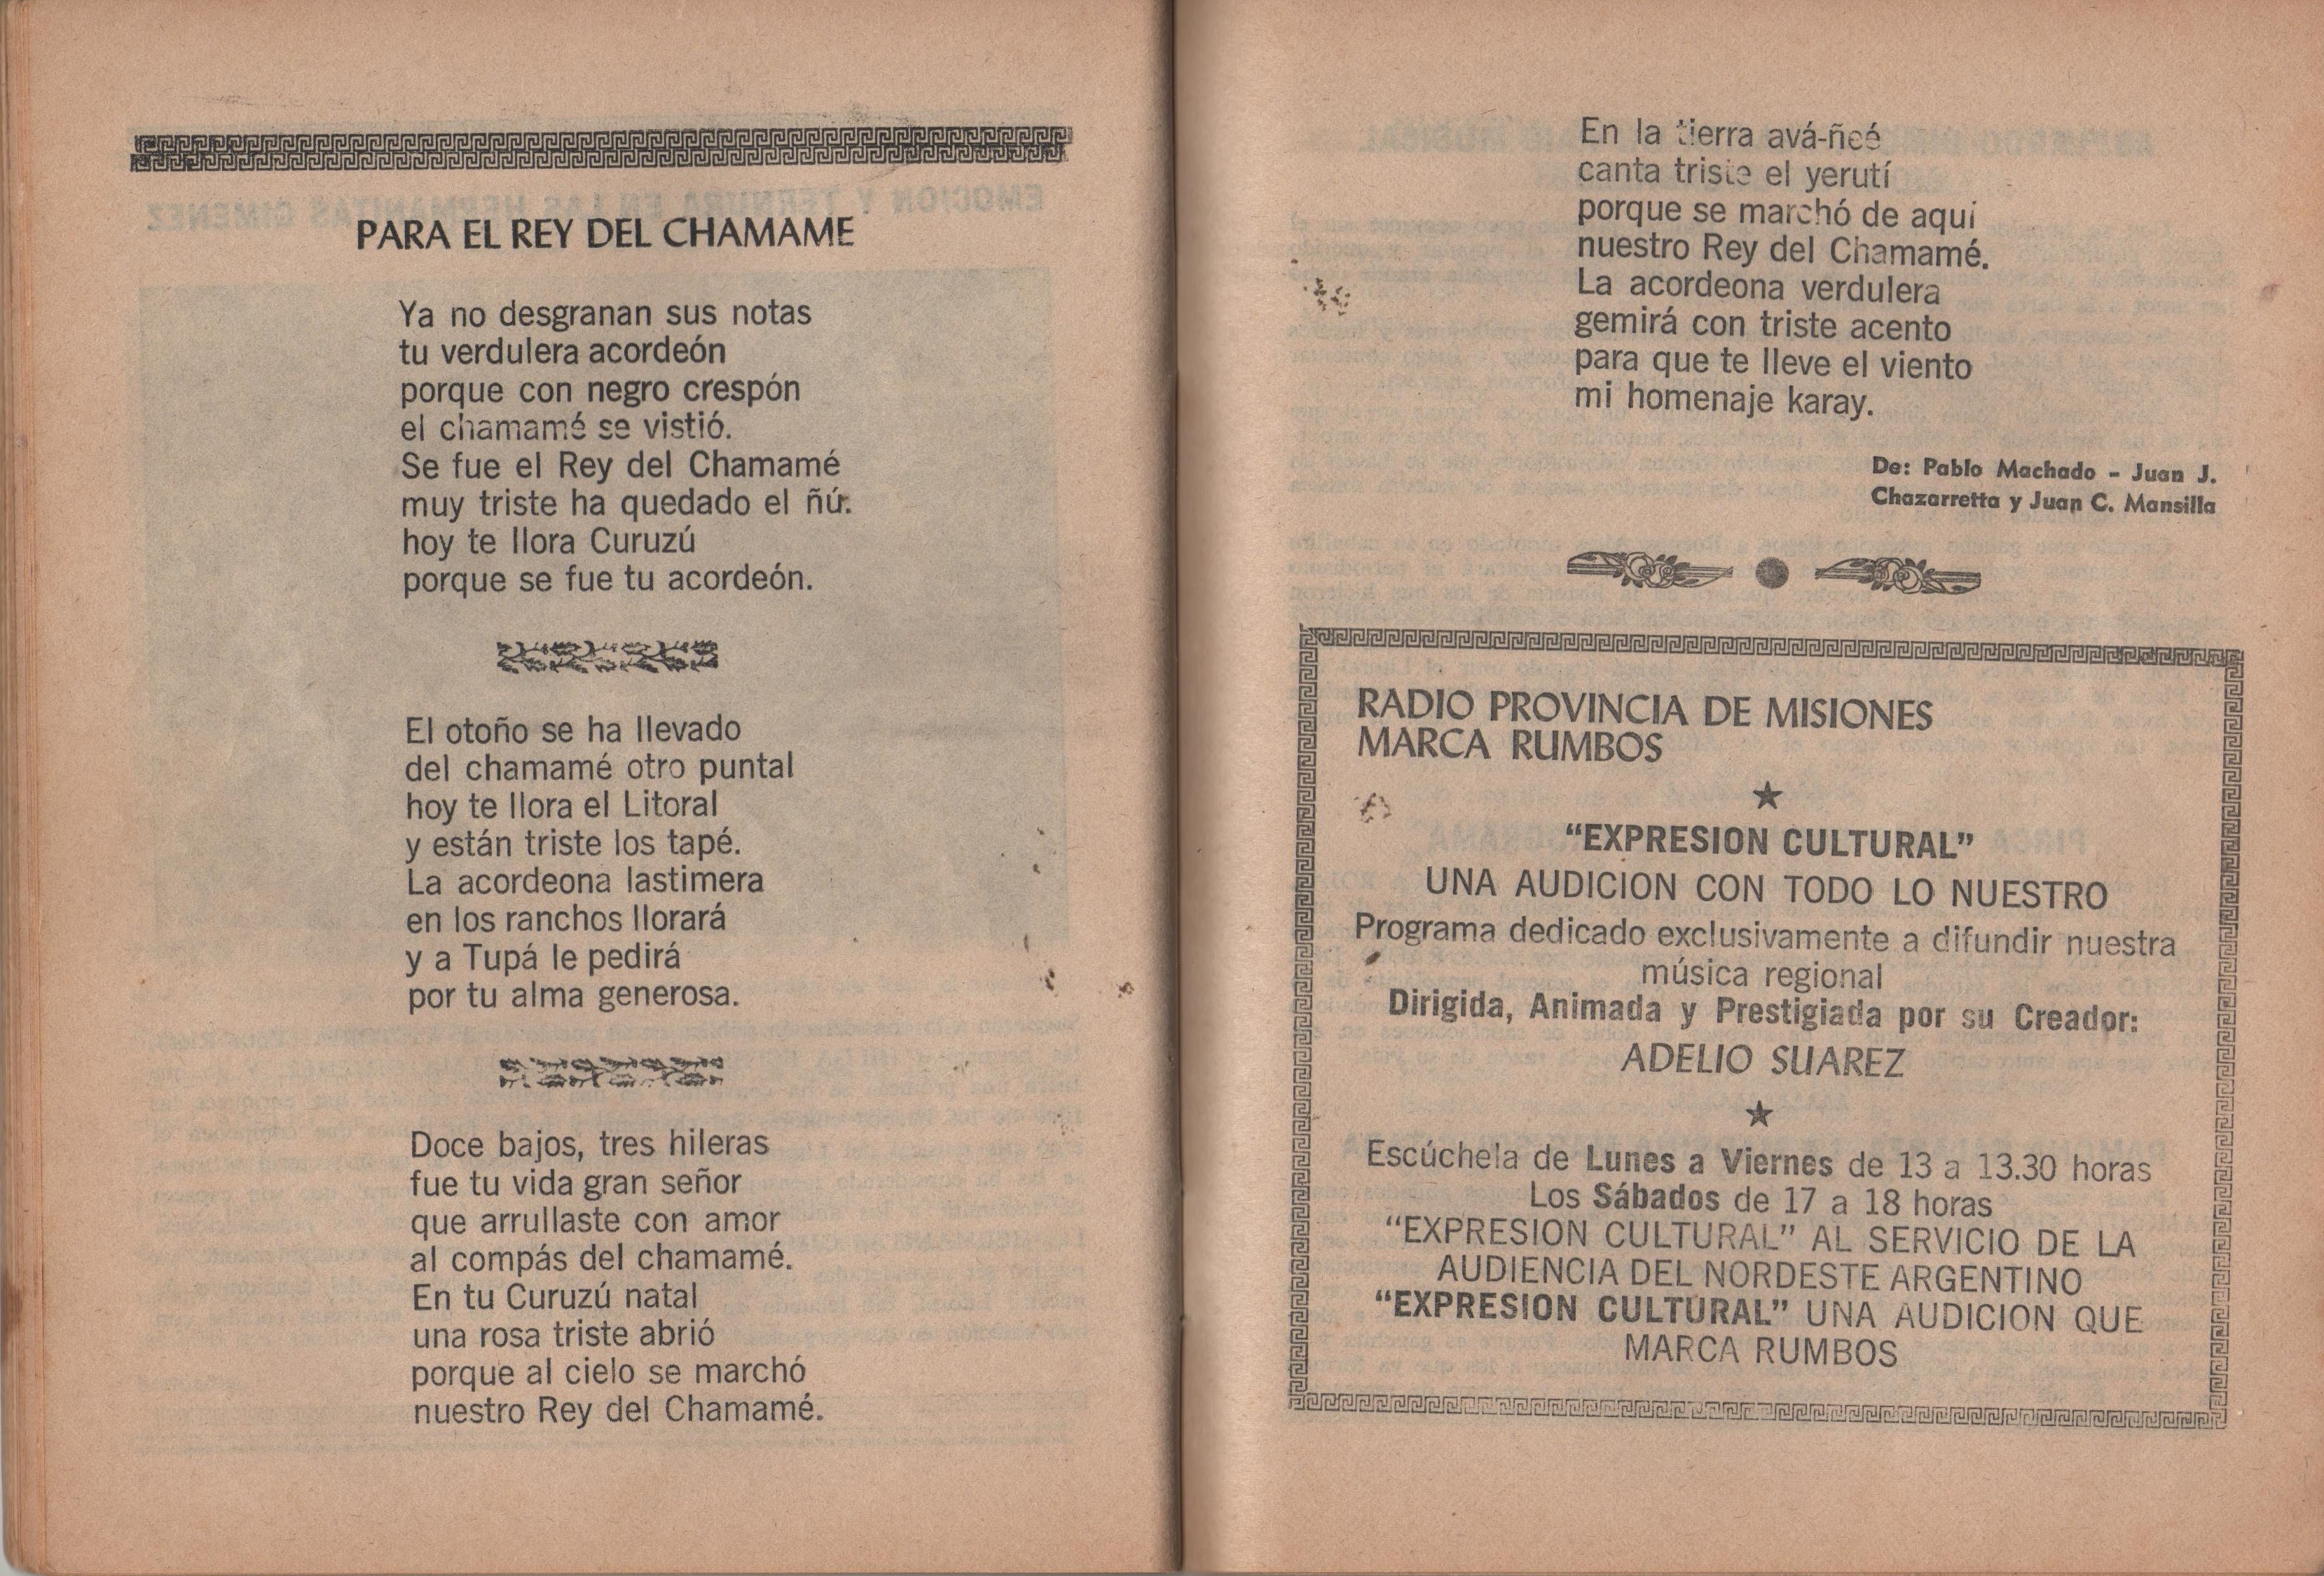 PARA EL REY DEL CHAMAME
Ya no desgranan sus notas
tu verdulera acordeón
porque con negro crespón
el chamamé se vistió.
Se fue el Rey del Chamamé
muy triste ha quedado el ñú.
hoy te llora Curuzú
porque se fue tu acordeón.
El otoño se ha llevado
del chamamé otro puntal
hoy te llora el Litoral
y están triste los tapé.
La acordeona lastimera
en los ranchos llorará
y a Tupá le pedirá
por tu alma generosa.
Doce bajos, tres hileras
fue tu vida gran señor
que arrullaste con amor
al compás del chamamé.
En tu Curuzú natal
una rosa triste abrió
porque al cielo se marchó
nuestro Rey del Chamamé.
En la tierra avá-ñeé
canta triste el yerutí
porque se marchó de aquí
nuestro Rey del Chamamé.
La acordeona verdulera
gemirá con triste acento
para que te lleve el viento
mi homenaje karay.
De: Pablo Machado - Juan J.
Chazarretta y Juan C. Mansilla
RADIO PROVINCIA DE MISIONES
MARCA RUMBOS
"EXPRESION CULTURAL"
UNA AUDICION CON TODO LO NUESTRO
Programa dedicado exclusivamente a difundir nuestra
música regional
Dirigida, Animada y Prestigiada por su Creador:
ADELIO SUAREZ
Escúchela de Lunes a Viernes de 13 a 13.30 horas
Los Sábados de 17 a 18 horas
"EXPRESION CULTURAL" AL SERVICIO DE LA
AUDIENCIA DEL NORDESTE ARGENTINO
"EXPRESION CULTURAL" UNA AUDICION QUE
MARCA RUMBOS